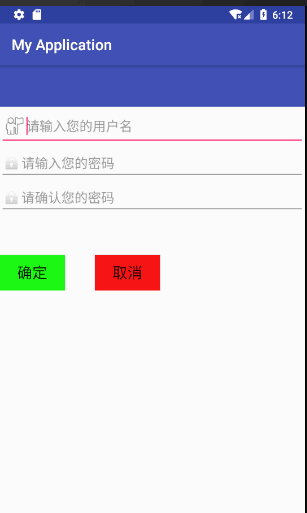 6:12
My Application
请输入您的用户名
请输入您的密码
请确认您的密码
确定 取消